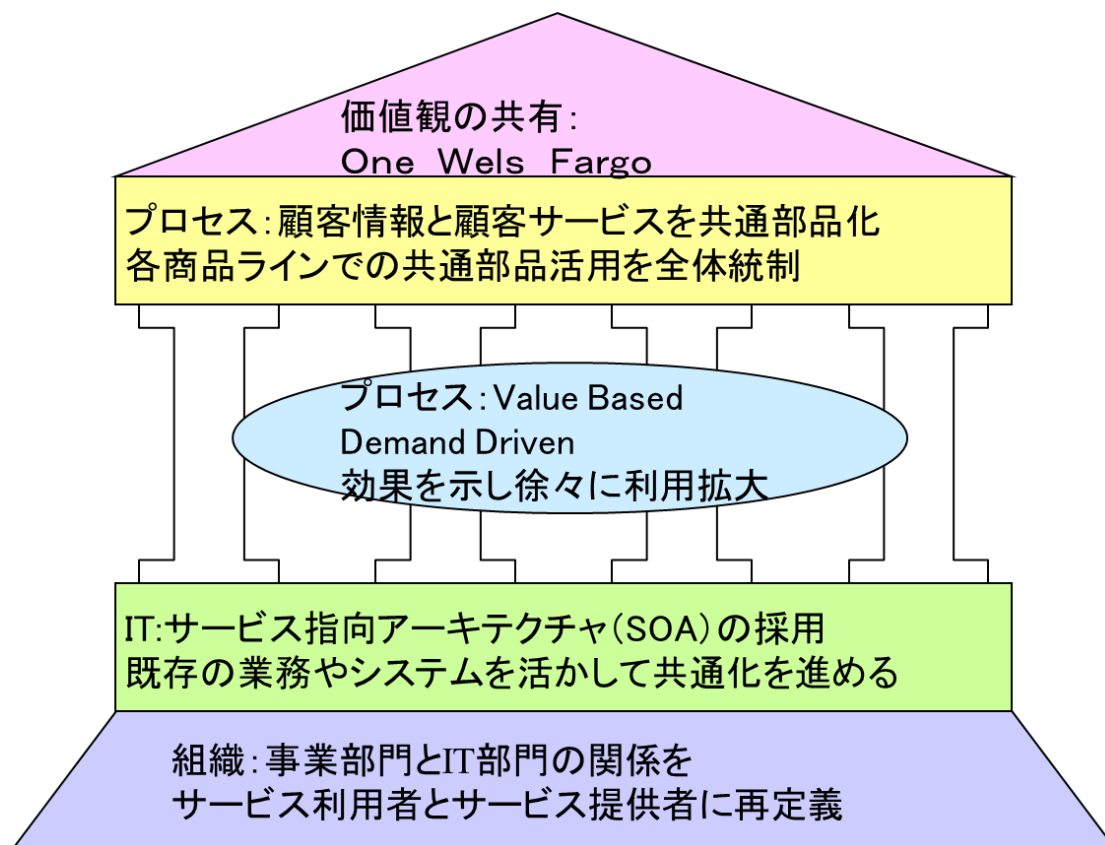 価値観の共有：
Ｏｎｅ　Ｗｅｌｓ　Ｆａｒｇｏ
プロセス：顧客情報と顧客サービスを共通部品化
各商品ラインでの共通部品活用を全体統制
プロセス：Value Based
Demand Driven
効果を示し徐々に利用拡大
IT:サービス指向アーキテクチャ（SOA）の採用
既存の業務やシステムを活かして共通化を進める
組織：事業部門とIT部門の関係を
サービス利用者とサービス提供者に再定義